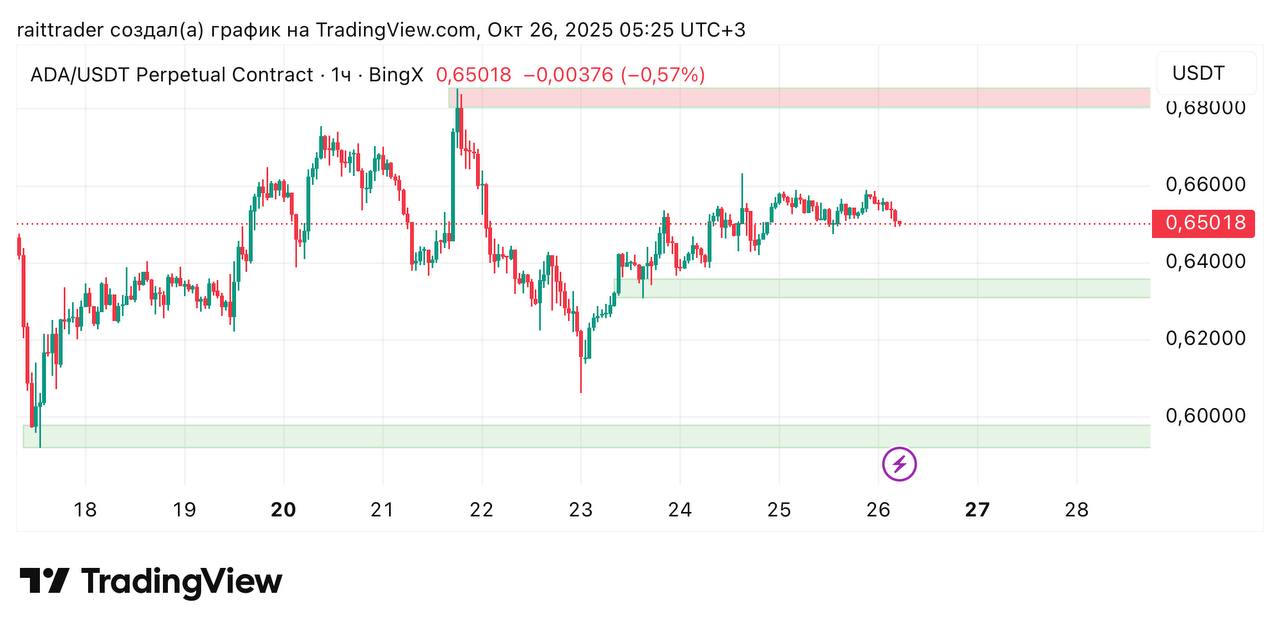 raittrader создал(а) график на TradingView.com, Окт 26, 2025 05:25 UTC+3
ADA/USDT Perpetual Contract · 1ч · BingX 0,65018 −0,00376 (−0,57%)
USDT
0,68000
0,66000
0,65018
0,64000
0,62000
0,60000
18 19 20 21 22 23 24 25 26 27 28
TradingView